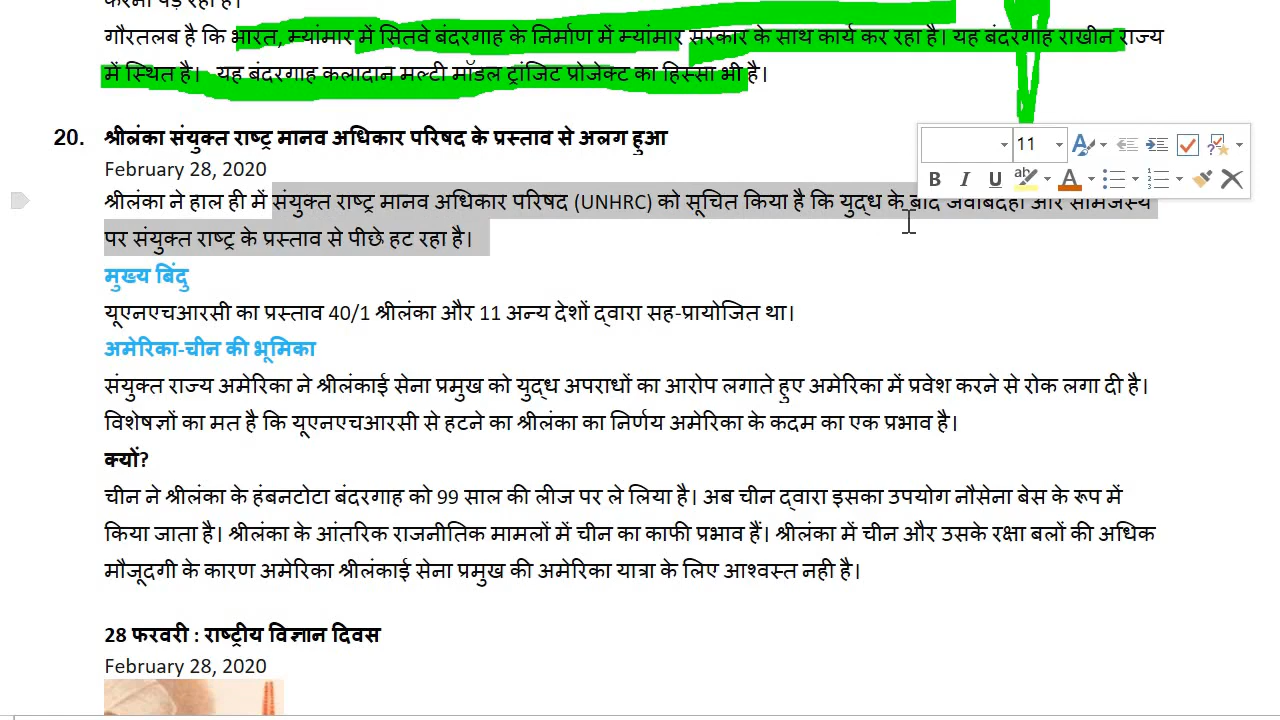 गौरतलब है कि भारत, म्यांमार में सितवे बंदरगाह के निर्माण में म्यांमार सरकार के साथ कार्य कर रहा है। यह बंदरगाह राखीन राज्य
में स्थित है। यह बंदरगाह कलादान मल्टी मॉडल ट्रांजिट प्रोजेक्ट का हिस्सा भी है।
20. श्रीलंका संयुक्त राष्ट्र मानव अधिकार परिषद के प्रस्ताव से अलग हुआ
11
February 28, 2020
B I U ab A
श्रीलंका ने हाल ही में संयुक्त राष्ट्र मानव अधिकार परिषद (UNHRC) को सूचित किया है कि युद्ध के बाद जवाबदेही और सामंजस्य
पर संयुक्त राष्ट्र के प्रस्ताव से पीछे हट रहा है।
मुख्य बिंदु
यूएनएचआरसी का प्रस्ताव 40/1 श्रीलंका और 11 अन्य देशों द्वारा सह-प्रायोजित था।
अमेरिका-चीन की भूमिका
संयुक्त राज्य अमेरिका ने श्रीलंकाई सेना प्रमुख को युद्ध अपराधों का आरोप लगाते हुए अमेरिका में प्रवेश करने से रोक लगा दी है।
विशेषज्ञों का मत है कि यूएनएचआरसी से हटने का श्रीलंका का निर्णय अमेरिका के कदम का एक प्रभाव है।
क्यों?
चीन ने श्रीलंका के हंबनटोटा बंदरगाह को 99 साल की लीज पर ले लिया है। अब चीन द्वारा इसका उपयोग नौसेना बेस के रूप में
किया जाता है। श्रीलंका के आंतरिक राजनीतिक मामलों में चीन का काफी प्रभाव हैं। श्रीलंका में चीन और उसके रक्षा बलों की अधिक
मौजूदगी के कारण अमेरिका श्रीलंकाई सेना प्रमुख की अमेरिका यात्रा के लिए आश्वस्त नही है।
28 फरवरी : राष्ट्रीय विज्ञान दिवस
February 28, 2020